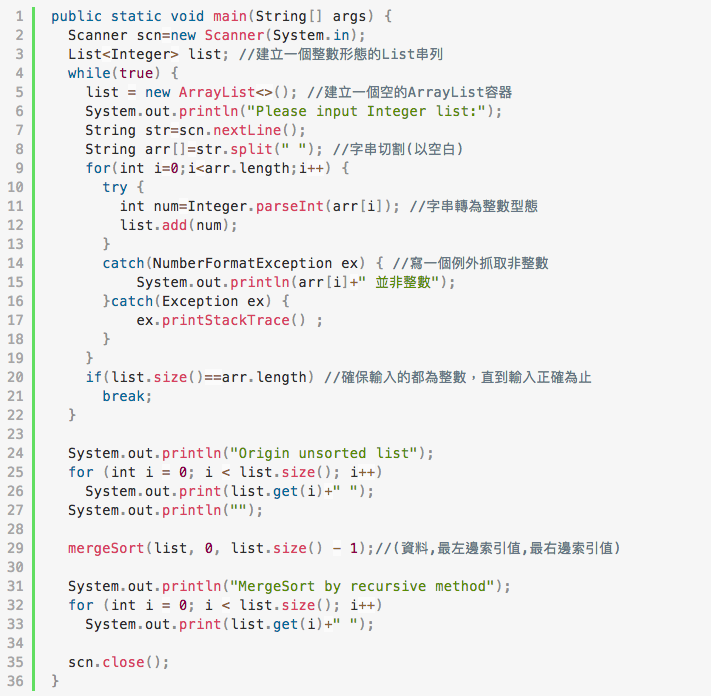 1 public static void main(String[] args) {
2 Scanner scn=new Scanner(System.in);
3 List<Integer> list; //建立一個整數形態的List串列
4 while(true) {
5 list = new ArrayList<>(); //建立一個空的ArrayList容器
6 System.out.println("Please input Integer list:");
7 String str=scn.nextLine();
8 String arr[]=str.split(" "); //字串切割(以空白)
9 for(int i=0;i<arr.length;i++) {
10 try {
11 int num=Integer.parseInt(arr[i]); //字串轉為整數型態
12 list.add(num);
13 }
14 catch(NumberFormatException ex) { //寫一個例外抓取非整數
15 System.out.println(arr[i]+" 並非整數");
16 }catch(Exception ex) {
17 ex.printStackTrace() ;
18 }
19 }
20 if(list.size()==arr.length) //確保輸入的都為整數，直到輸入正確為止
21 break;
22 }
23
24 System.out.println("Origin unsorted list");
25 for (int i = 0; i < list.size(); i++)
26 System.out.print(list.get(i)+" ");
27 System.out.println("");
28
29 mergeSort(list, 0, list.size() - 1);//(資料,最左邊索引值,最右邊索引值)
30
31 System.out.println("MergeSort by recursive method");
32 for (int i = 0; i < list.size(); i++)
33 System.out.print(list.get(i)+" ");
34
35 scn.close();
36 }